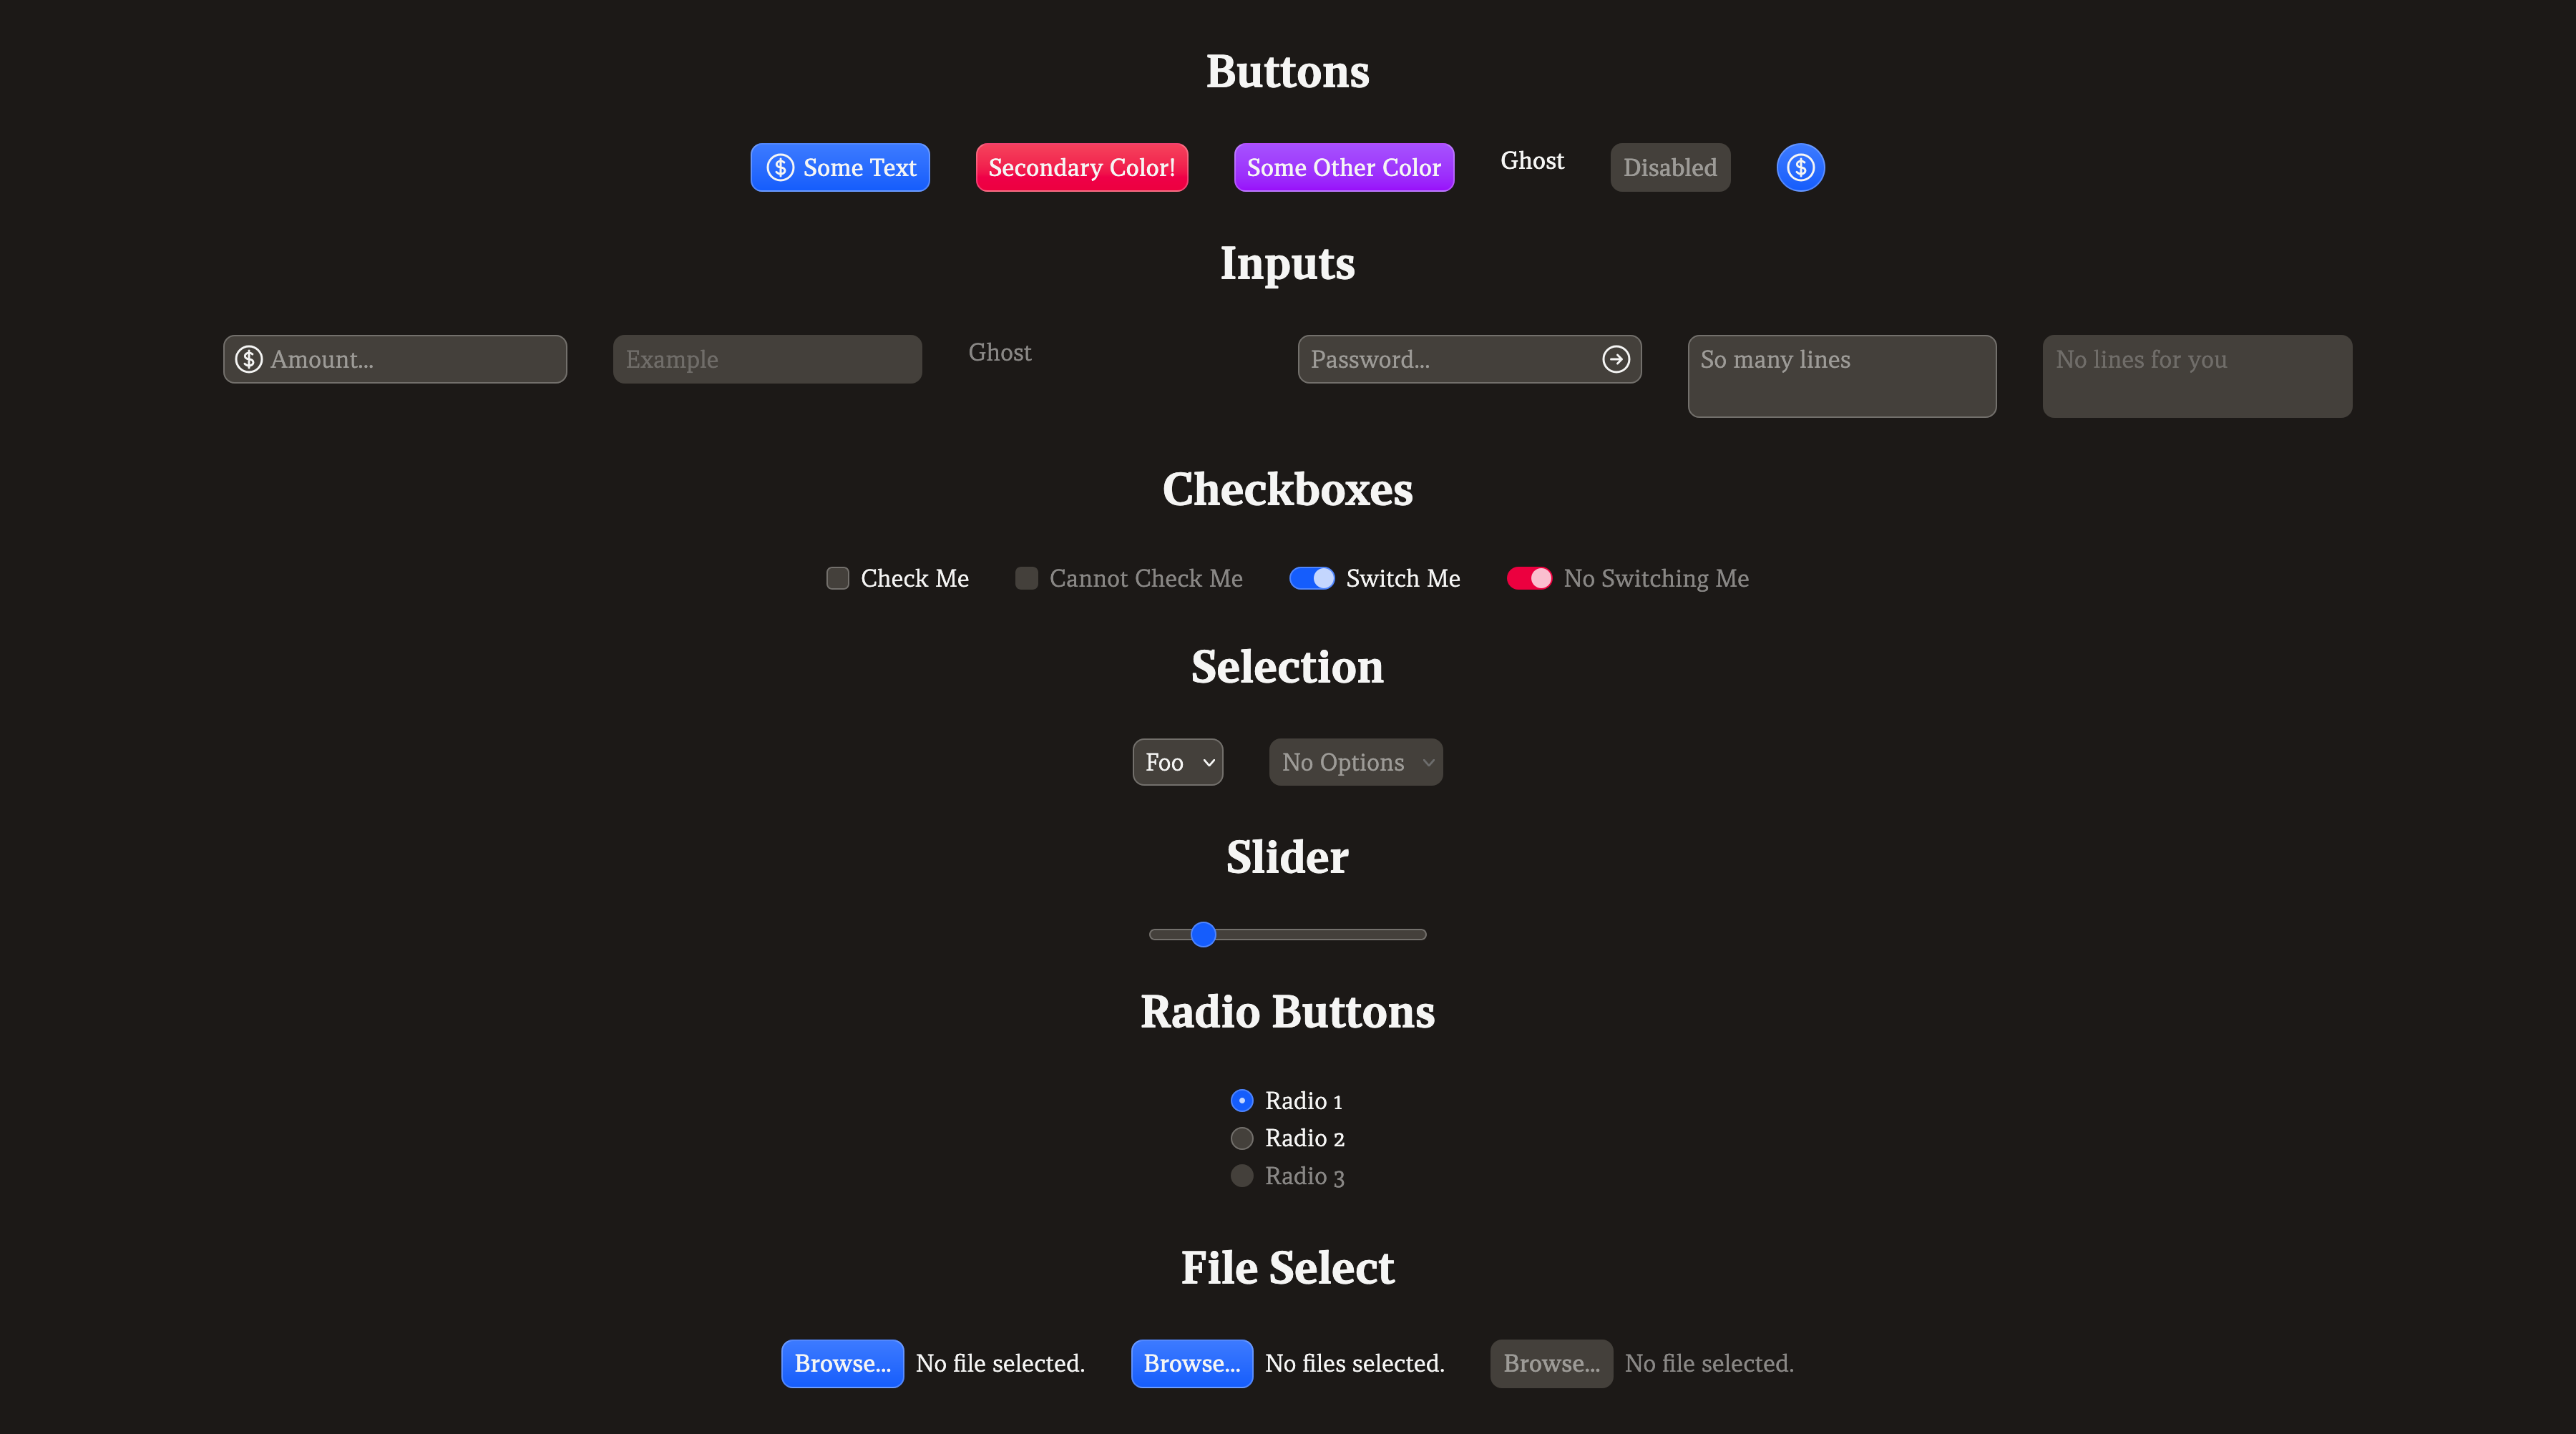 Buttons
$ Some Text Secondary Color! Some Other Color Ghost Disabled $
Inputs
$ Amount... Example Ghost Password... So many lines No lines for you
Checkboxes
Check Me Cannot Check Me Switch Me No Switching Me
Selection
Foo No Options
Slider
Radio Buttons
Radio 1
Radio 2
Radio 3
File Select
Browse... No file selected. Browse... No files selected. Browse... No file selected.